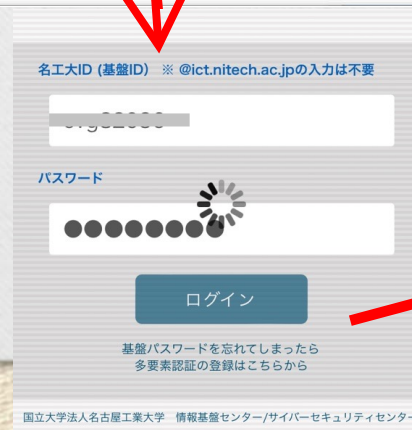 名工大ID (基盤ID) ※ @ict.nitech.ac.jpの入力は不要
パスワード
ログイン
基盤パスワードを忘れてしまったら
多要素認証の登録はこちらから
国立大学法人名古屋工業大学 情報基盤センター/サイバーセキュリティセンター